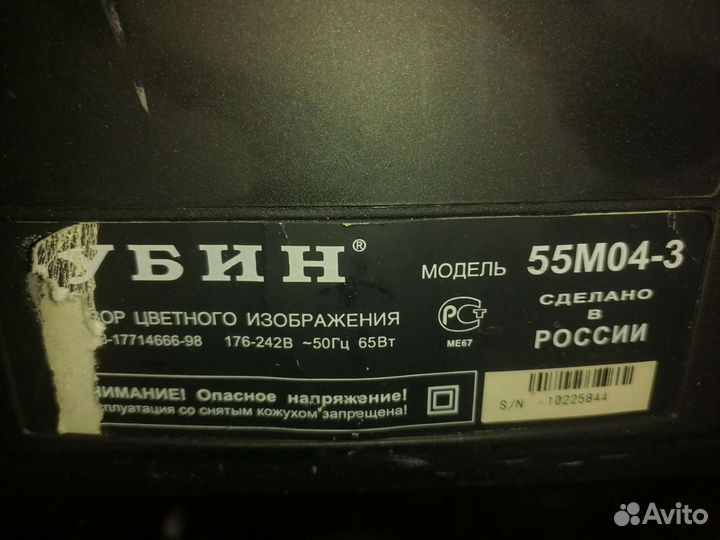 УБИН®
МОДЕЛЬ 55М04-3
ЗОР ЦВЕТНОГО ИЗОБРАЖЕНИЯ
-17714666-98 176-242В ~50Гц 65Вт
РСТ
МЕ67
СДЕЛАНО
В
РОССИИ
НИМАНИЕ! Опасное напряжение!
сплуатация со снятым кожухом запрещена!
S/N -10225844
Avito